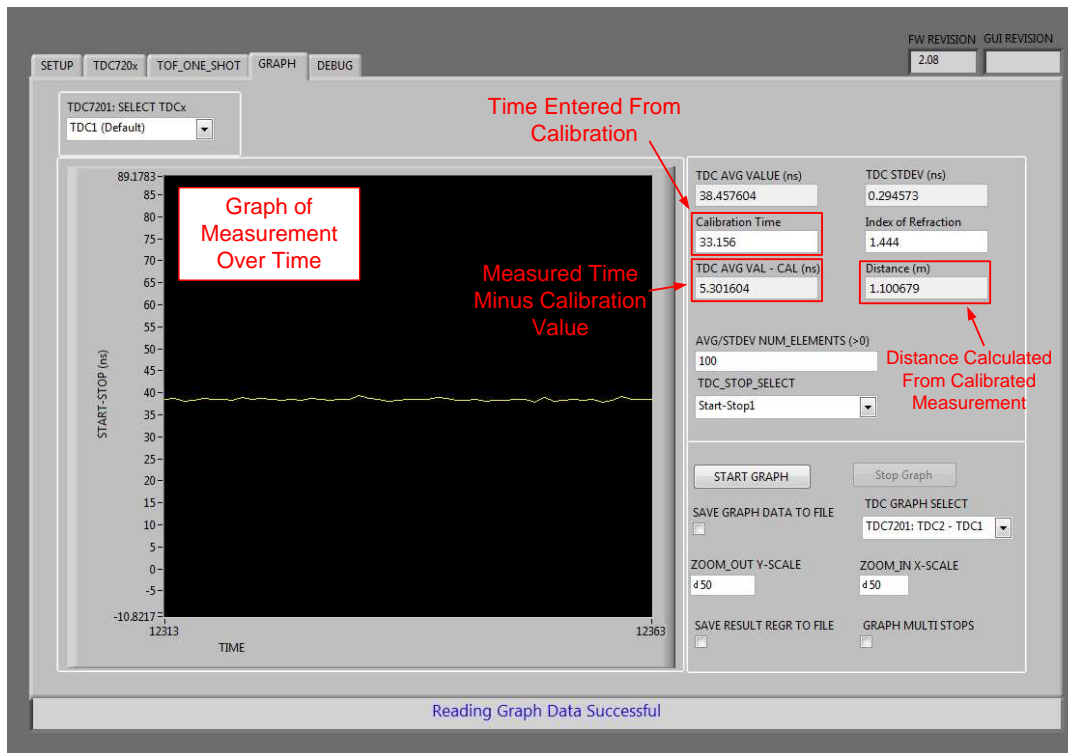 FW REVISION
GUI REVISION
2.08
SETUP
TDC720x
TOF_ONE_SHOT
GRAPH
DEBUG
TDC7201: SELECT TDCx
TDC1 (Default)
Time Entered From
Calibration
Graph of
Measurement
Over Time
Measured Time
Minus Calibration
Value
START-STOP (ns)
89.1783
85
80
75
70
65
60
55
50
45
40
35
30
25
20
15
10
5
0
-5
-10.8217
12313
12363
TIME
TDC AVG VALUE (ns)
38.457604
TDC STDEV (ns)
0.294573
Calibration Time
33.156
Index of Refraction
1.444
TDC AVG VAL - CAL (ns)
5.301604
Distance (m)
1.100679
AVG/STDEV NUM_ELEMENTS (>0)
100
TDC_STOP_SELECT
Start-Stop1
Distance Calculated
From Calibrated
Measurement
START GRAPH
Stop Graph
SAVE GRAPH DATA TO FILE
TDC GRAPH SELECT
TDC7201: TDC2 - TDC1
ZOOM_OUT Y-SCALE
d 50
ZOOM_IN X-SCALE
d 50
SAVE RESULT REGR TO FILE
GRAPH MULTI STOPS
Reading Graph Data Successful